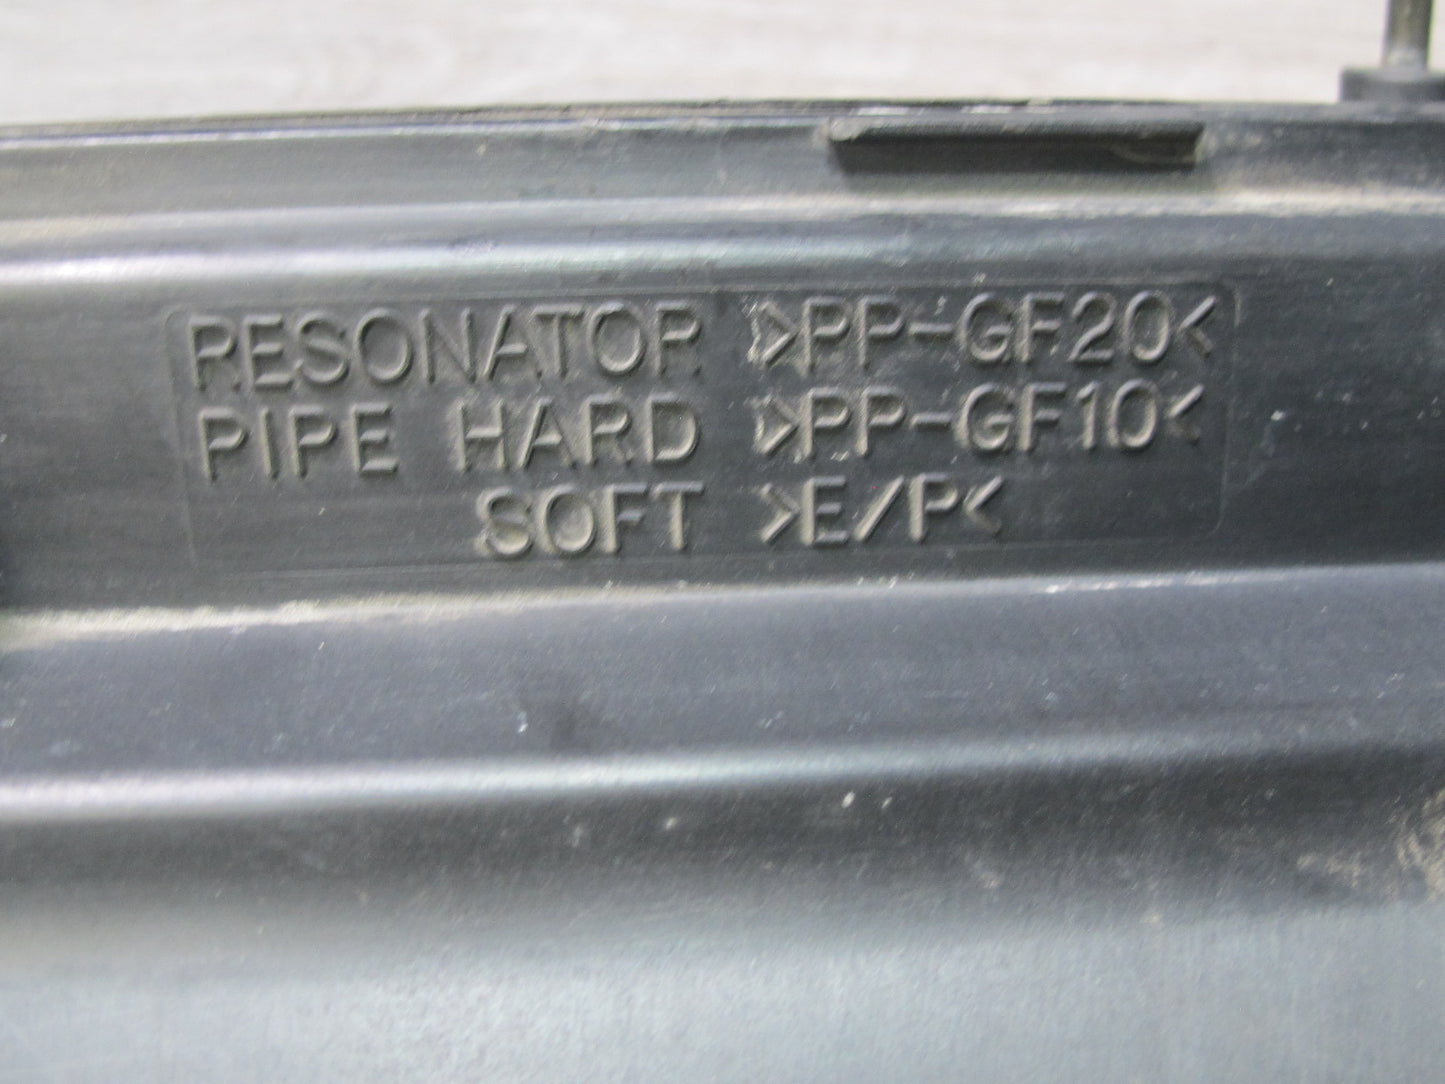 RESONATOR >PP-GF20<
PIPE HARD >PP-GF10<
SOFT >E/P<